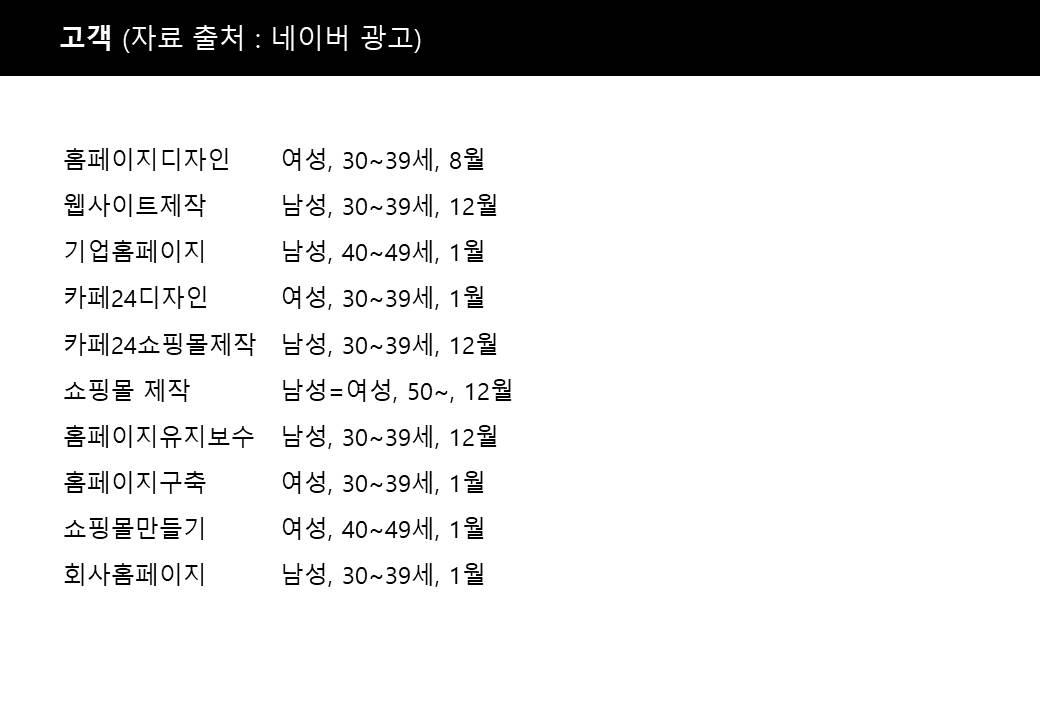 고객 (자료 출처 : 네이버 광고)
홈페이지디자인 여성, 30~39세, 8월
웹사이트제작 남성, 30~39세, 12월
기업홈페이지 남성, 40~49세, 1월
카페24디자인 여성, 30~39세, 1월
카페24쇼핑몰제작 남성, 30~39세, 12월
쇼핑몰 제작 남성=여성, 50~, 12월
홈페이지유지보수 남성, 30~39세, 12월
홈페이지구축 여성, 30~39세, 1월
쇼핑몰만들기 여성, 40~49세, 1월
회사홈페이지 남성, 30~39세, 1월